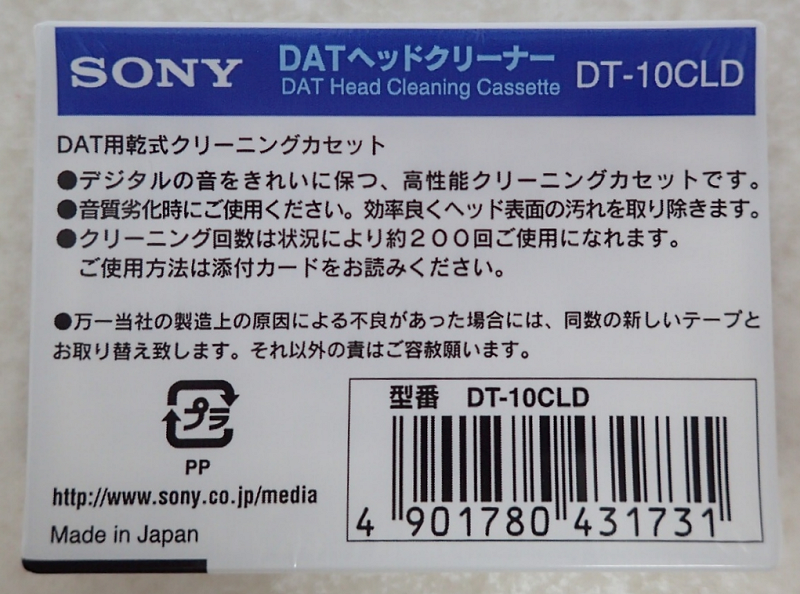 SONY DATヘッドクリーナー DT-10CLD
DAT Head Cleaning Cassette
DAT用乾式クリーニングカセット
●デジタルの音をきれいに保つ、高性能クリーニングカセットです。
●音質劣化時にご使用ください。効率良くヘッド表面の汚れを取り除きます。
●クリーニング回数は状況により約200回ご使用になれます。
ご使用方法は添付カードをお読みください。
●万一当社の製造上の原因による不良があった場合には、同数の新しいテープと
お取り替え致します。それ以外の責はご容赦願います。
プラ
PP
http://www.sony.co.jp/media
Made in Japan
型番 DT-10CLD
4 901780 431731